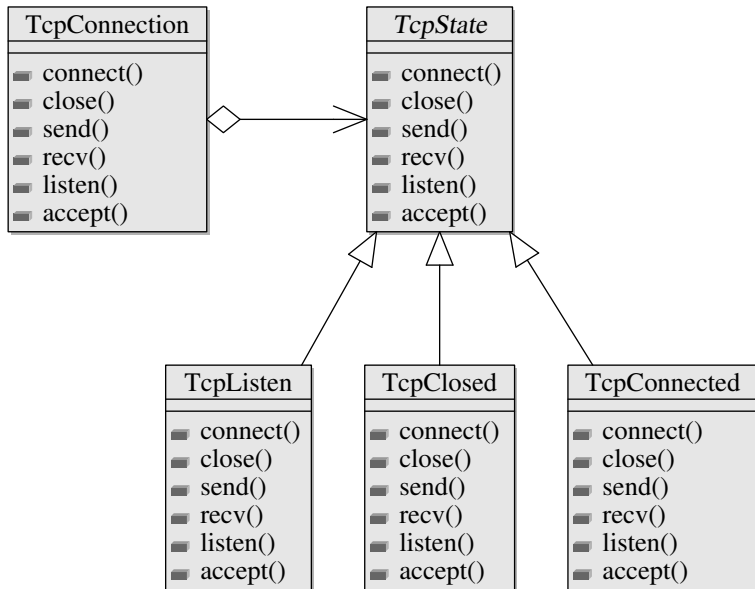 TcpConnection
connect()
close()
send()
recv()
listen()
accept()
TcpState
connect()
close()
send()
recv()
listen()
accept()
TcpListen
connect()
close()
send()
recv()
listen()
accept()
TcpClosed
connect()
close()
send()
recv()
listen()
accept()
TcpConnected
connect()
close()
send()
recv()
listen()
accept()